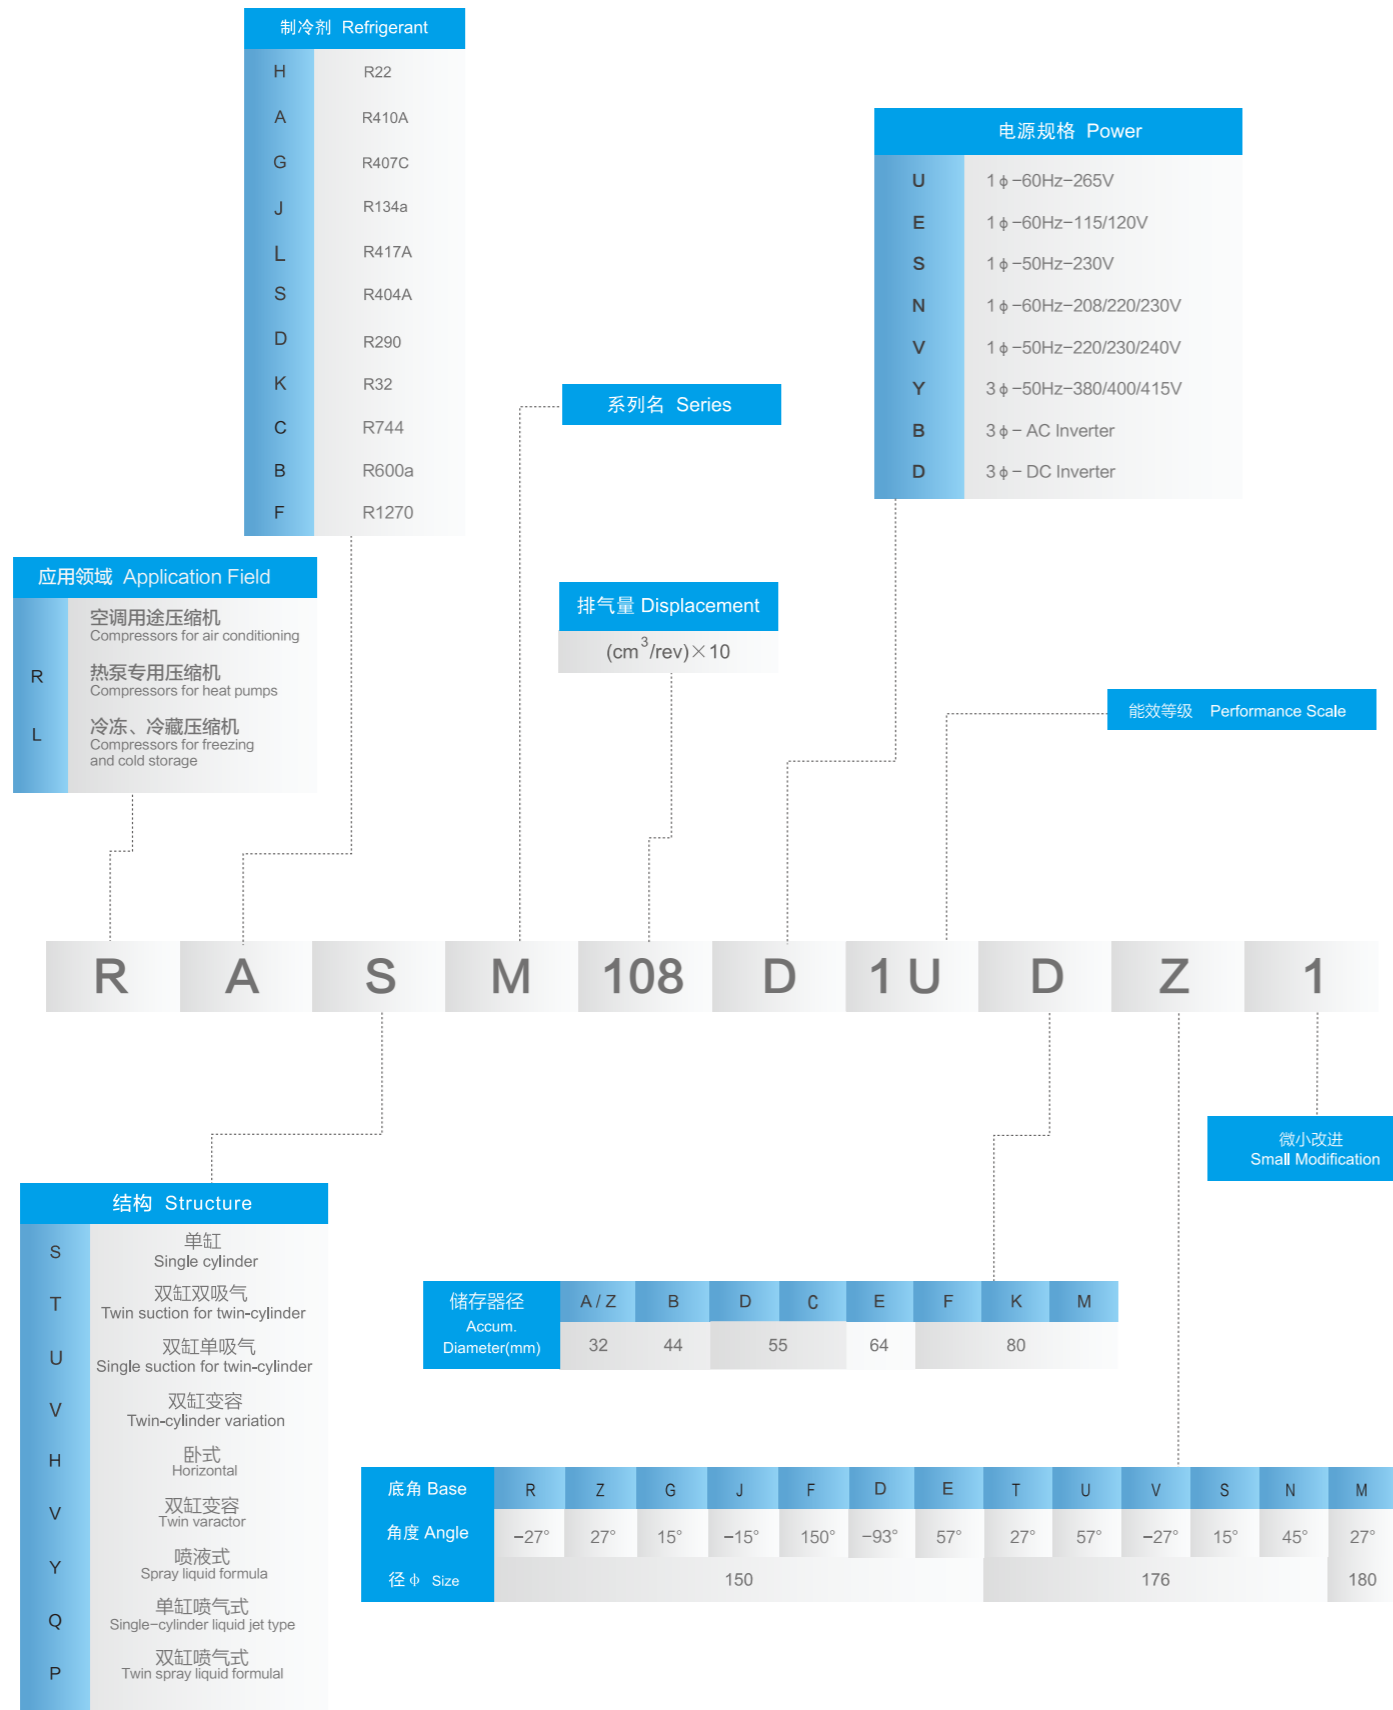 制冷剂 Refrigerant
H R22
A R410A
G R407C
J R134a
L R417A
S R404A
D R290
K R32
C R744
B R600a
F R1270
电源规格 Power
U 1ϕ-60Hz-265V
E 1ϕ-60Hz-115/120V
S 1ϕ-50Hz-230V
N 1ϕ-60Hz-208/220/230V
V 1ϕ-50Hz-220/230/240V
Y 3ϕ-50Hz-380/400/415V
B 3ϕ- AC Inverter
D 3ϕ- DC Inverter
系列名 Series
应用领域 Application Field
空调用途压缩机
Compressors for air conditioning
R 热泵专用压缩机
Compressors for heat pumps
L 冷冻、冷藏压缩机
Compressors for freezing
and cold storage
排气量 Displacement
(cm³/rev)×10
能效等级 Performance Scale
R A S M 108 D 1U D Z 1
微小改进
Small Modification
结构 Structure
S 单缸
Single cylinder
T 双缸双吸气
Twin suction for twin-cylinder
U 双缸单吸气
Single suction for twin-cylinder
V 双缸变容
Twin-cylinder variation
H 卧式
Horizontal
V 双缸变容
Twin varactor
Y 喷液式
Spray liquid formula
Q 单缸喷气式
Single-cylinder liquid jet type
P 双缸喷气式
Twin spray liquid formulal
储存器径 A/Z B D C E F K M
Accum.
Diameter(mm) 32 44 55 64 80
底角 Base R Z G J F D E T U V S N M
角度 Angle -27° 27° 15° -15° 150° -93° 57° 27° 57° -27° 15° 45° 27°
径ϕ Size 150 176 180